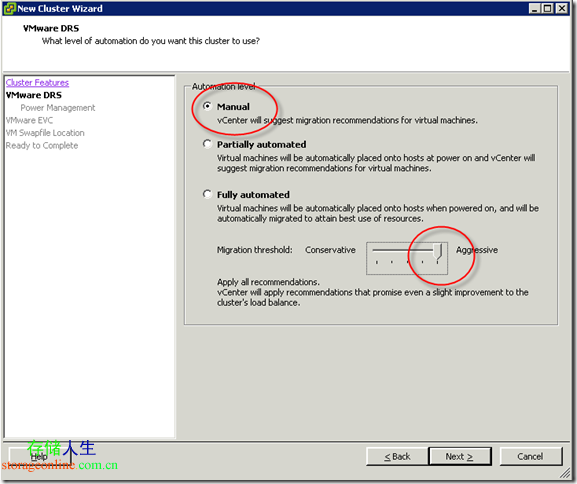 New Cluster Wizard
VMware DRS
What level of automation do you want this cluster to use?
Cluster Features
VMware DRS
Power Management
VMware EVC
VM Swapfile Location
Ready to Complete
Automation level
Manual
vCenter will suggest migration recommendations for virtual machines.
Partially automated
Virtual machines will be automatically placed onto hosts at power on and vCenter will
suggest migration recommendations for virtual machines.
Fully automated
Virtual machines will be automatically placed onto hosts when powered on, and will be
automatically migrated to attain best use of resources.
Migration threshold: Conservative Aggressive
Apply all recommendations.
vCenter will apply recommendations that promise even a slight improvement to the
cluster's load balance.
存储人生
Help
storageonline.com.cn
< Back Next > Cancel